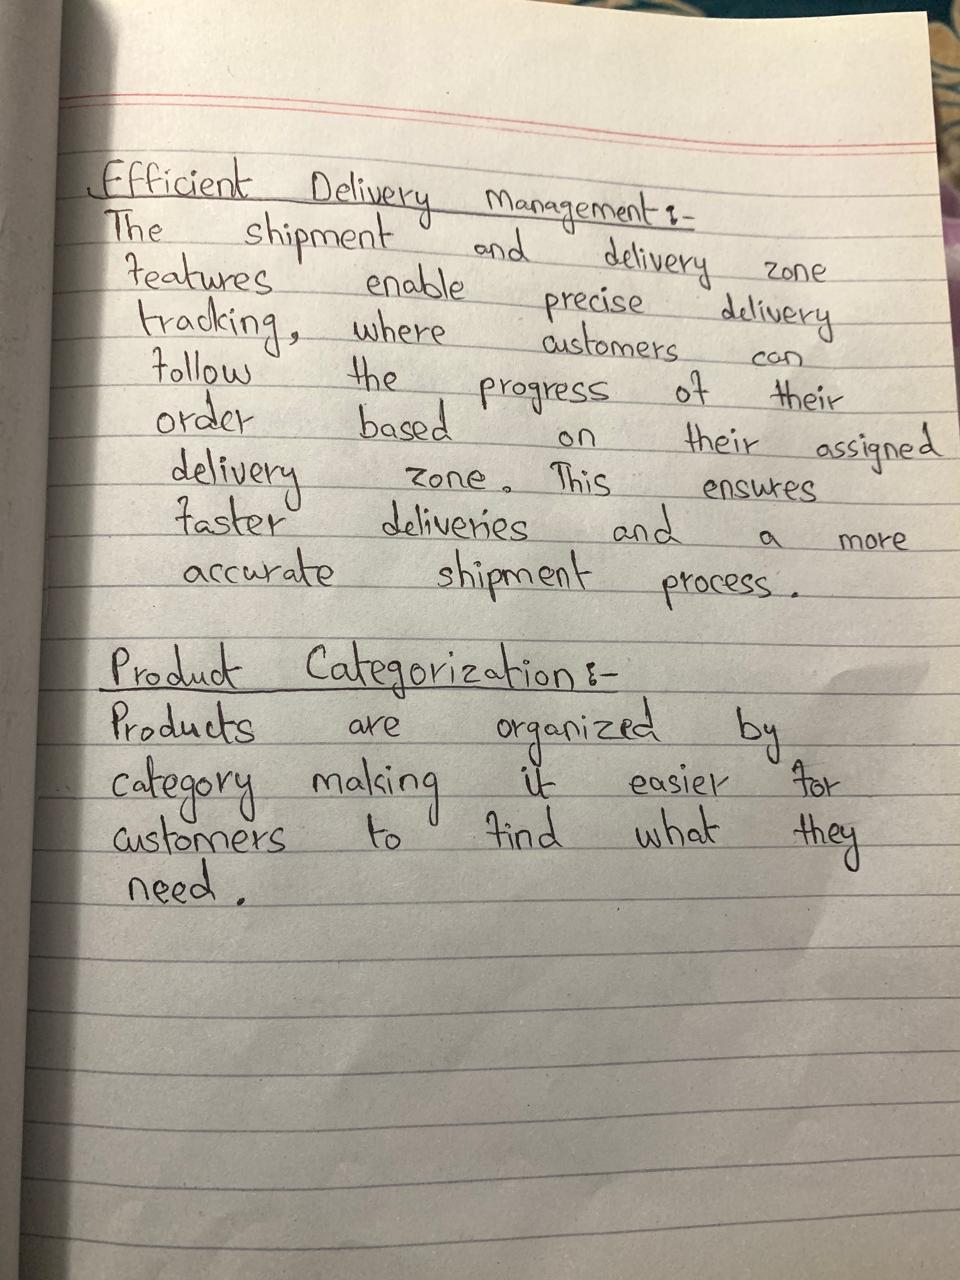 Efficient Delivery Management:-
The shipment and delivery zone
features enable precise delivery
tracking, where customers can
follow the progress of their
order based on their assigned
delivery zone. This ensures
faster deliveries and a more
accurate shipment process.
Product Categorization:-
Products are organized by
category making it easier for
customers to find what they
need.